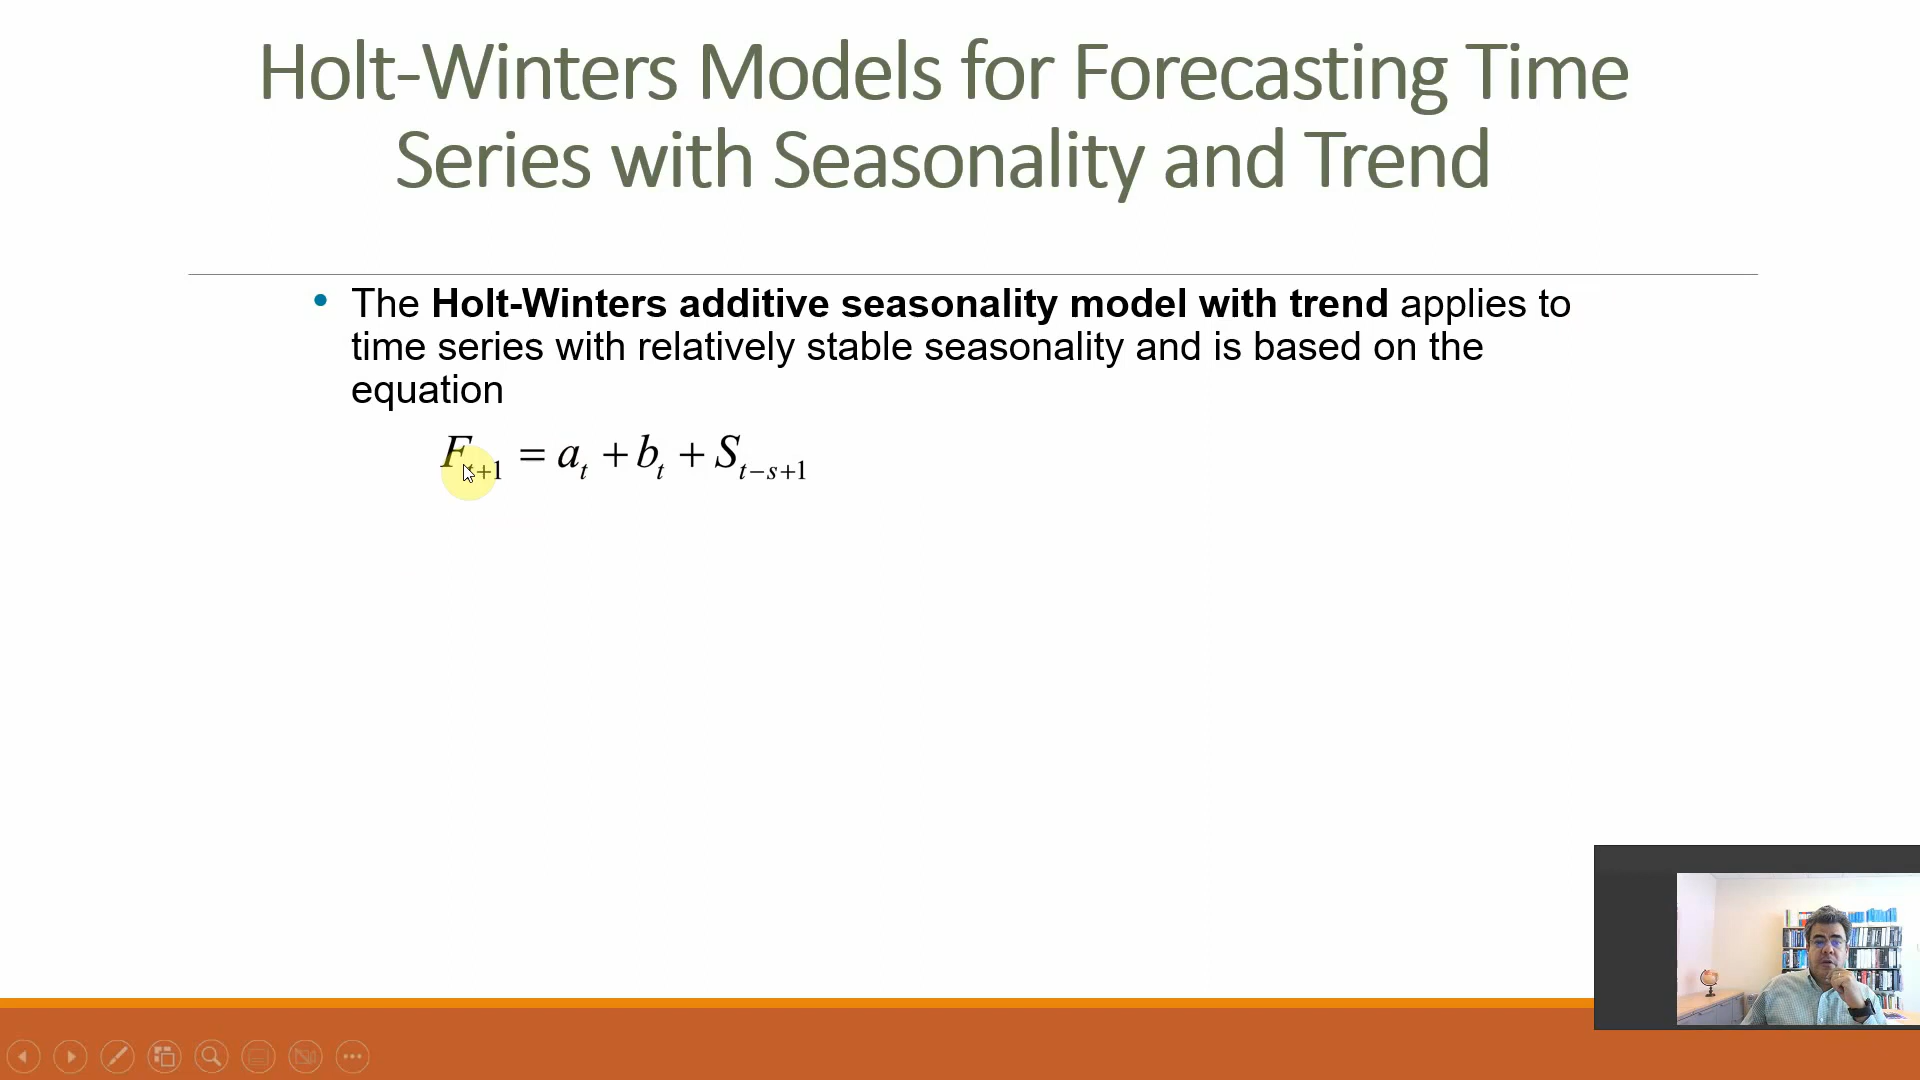 Holt-Winters Models for Forecasting Time
Series with Seasonality and Trend
• The Holt-Winters additive seasonality model with trend applies to
time series with relatively stable seasonality and is based on the
equation
F_{t+1} = a_t + b_t + S_{t-s+1}